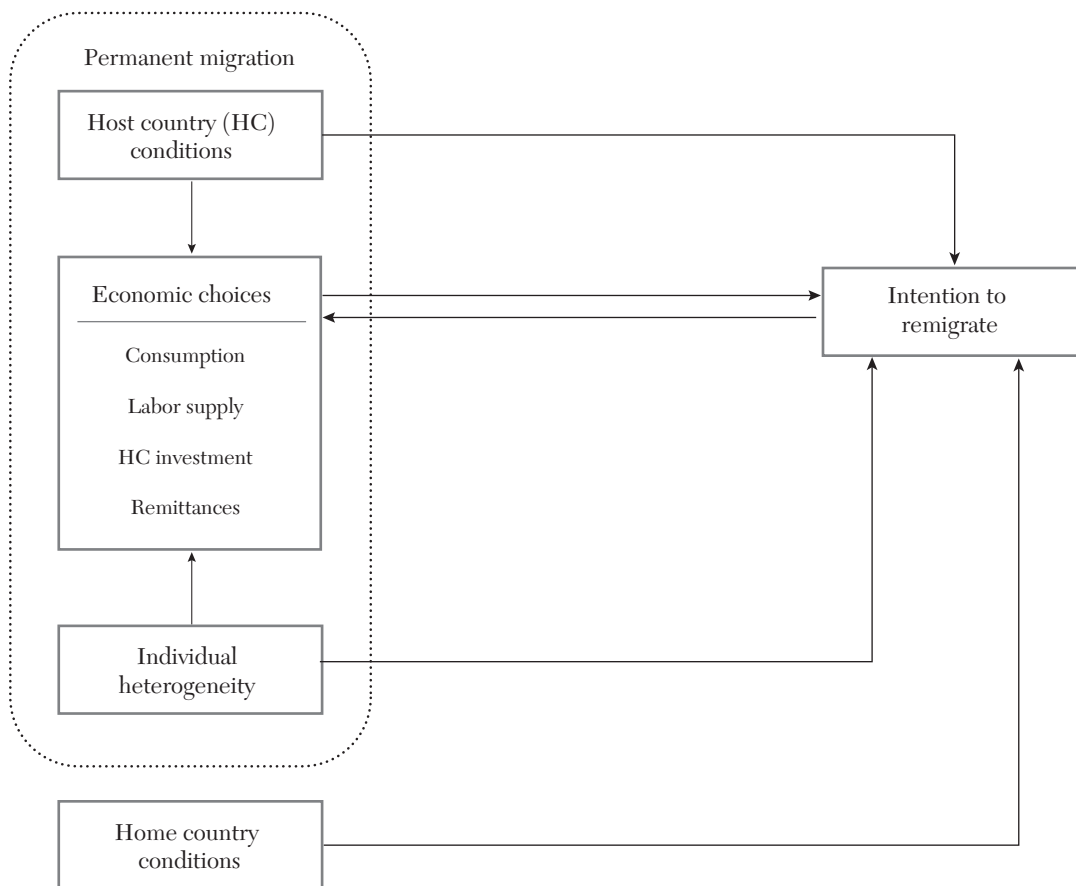 Permanent migration
Host country (HC)
conditions
Economic choices
Consumption
Labor supply
HC investment
Remittances
Intention to
remigrate
Individual
heterogeneity
Home country
conditions